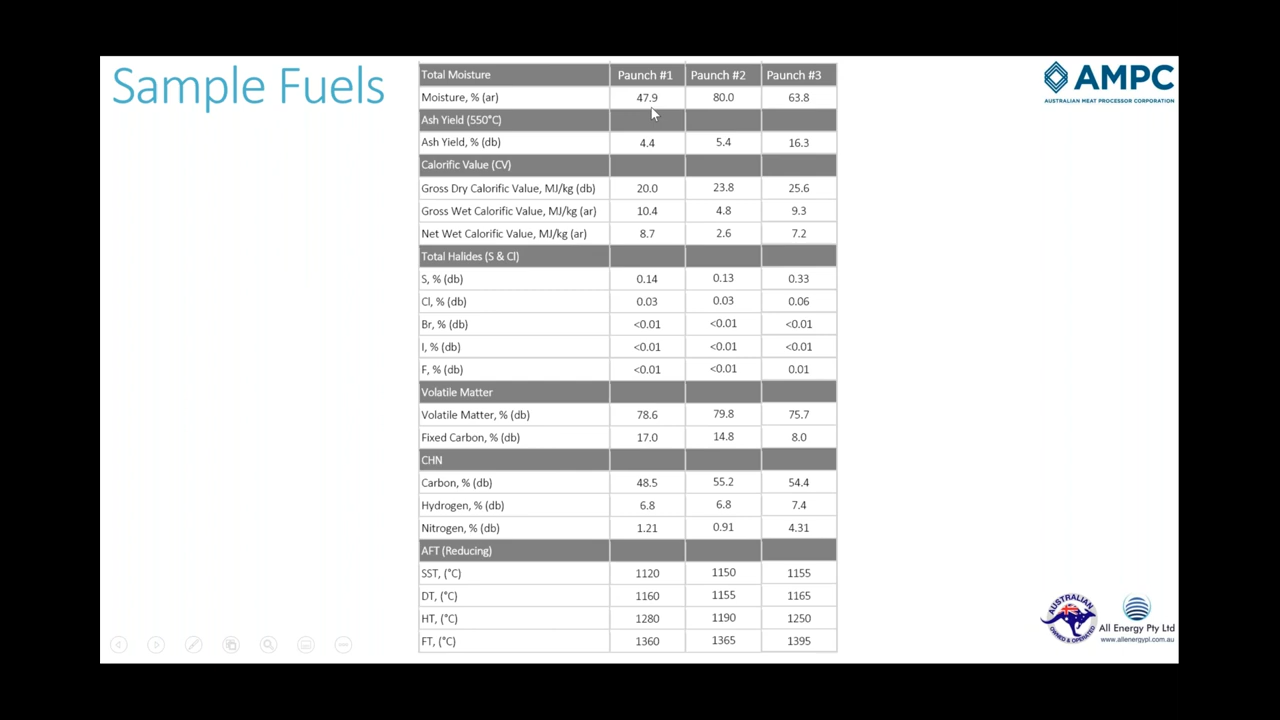 Sample Fuels
Total Moisture Paunch #1 Paunch #2 Paunch #3
Moisture, % (ar) 47.9 80.0 63.8
Ash Yield (550°C)
Ash Yield, % (db) 4.4 5.4 16.3
Calorific Value (CV)
Gross Dry Calorific Value, MJ/kg (db) 20.0 23.8 25.6
Gross Wet Calorific Value, MJ/kg (ar) 10.4 4.8 9.3
Net Wet Calorific Value, MJ/kg (ar) 8.7 2.6 7.2
Total Halides (S & Cl)
S, % (db) 0.14 0.13 0.33
Cl, % (db) 0.03 0.03 0.06
Br, % (db) <0.01 <0.01 <0.01
I, % (db) <0.01 <0.01 <0.01
F, % (db) <0.01 <0.01 0.01
Volatile Matter
Volatile Matter, % (db) 78.6 79.8 75.7
Fixed Carbon, % (db) 17.0 14.8 8.0
CHN
Carbon, % (db) 48.5 55.2 54.4
Hydrogen, % (db) 6.8 6.8 7.4
Nitrogen, % (db) 1.21 0.91 4.31
AFT (Reducing)
SST, (°C) 1120 1150 1155
DT, (°C) 1160 1155 1165
HT, (°C) 1280 1190 1250
FT, (°C) 1360 1365 1395
AMPC
AUSTRALIAN MEAT PROCESSOR CORPORATION
AUSTRALIAN
OWNED & OPERATED
All Energy Pty Ltd
www.allenergypl.com.au